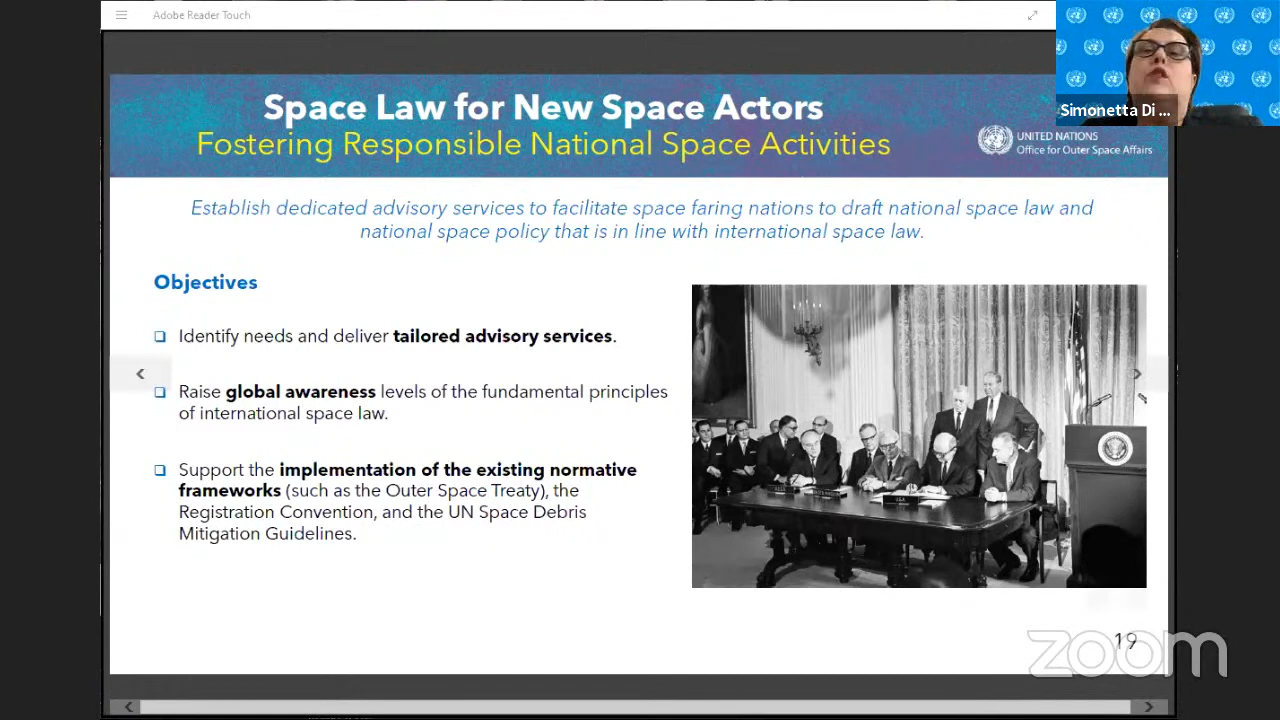 Adobe Reader Touch
Simonetta Di ...
Space Law for New Space Actors
Fostering Responsible National Space Activities
UNITED NATIONS
Office for Outer Space Affairs
Establish dedicated advisory services to facilitate space faring nations to draft national space law and
national space policy that is in line with international space law.
Objectives
Identify needs and deliver tailored advisory services.
Raise global awareness levels of the fundamental principles
of international space law.
Support the implementation of the existing normative
frameworks (such as the Outer Space Treaty), the
Registration Convention, and the UN Space Debris
Mitigation Guidelines.
19
zoom